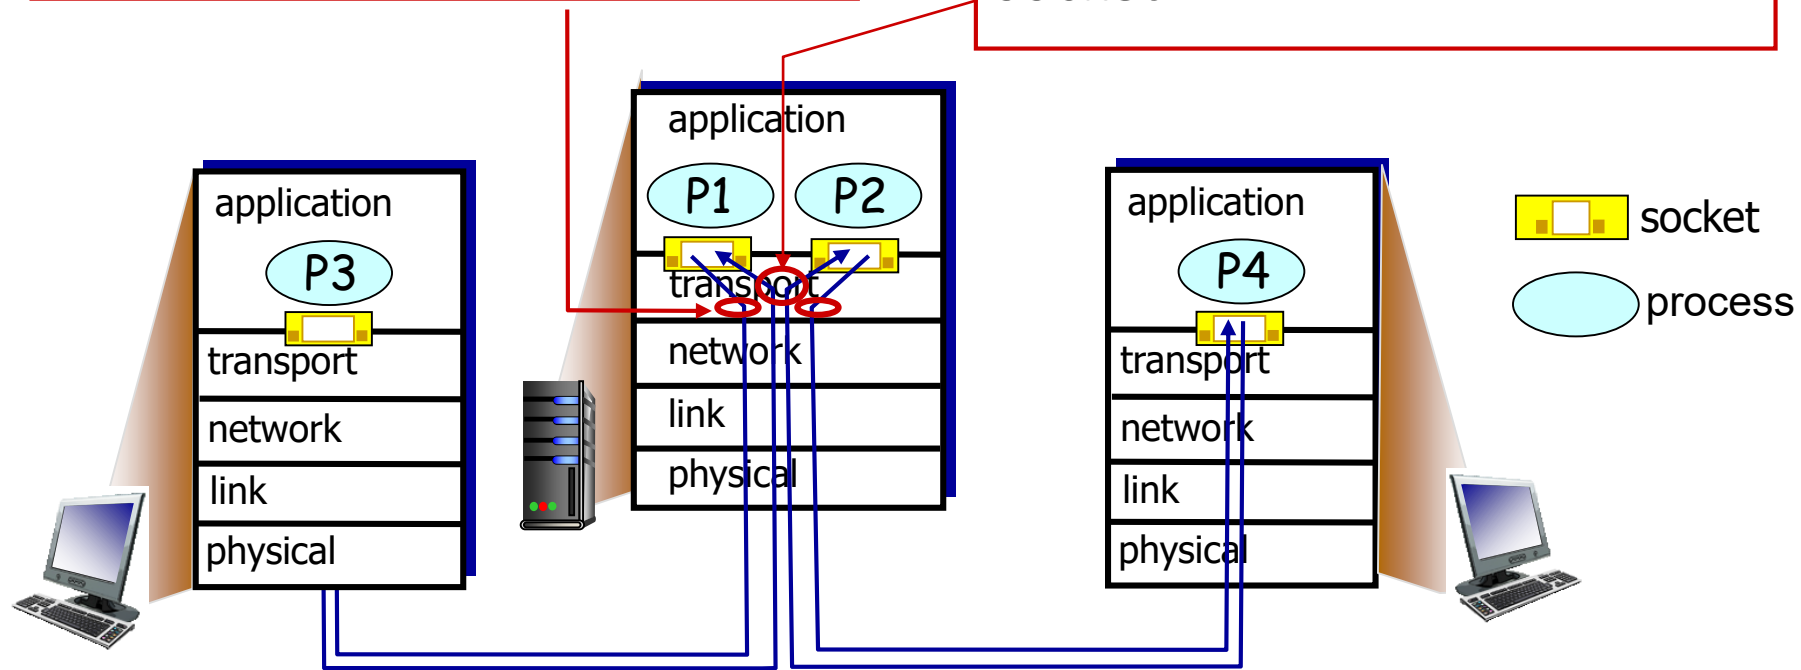 application
P1 P2
transport
network
link
physical
application
P3
transport
network
link
physical
application
P4
transport
network
link
physical
socket
process